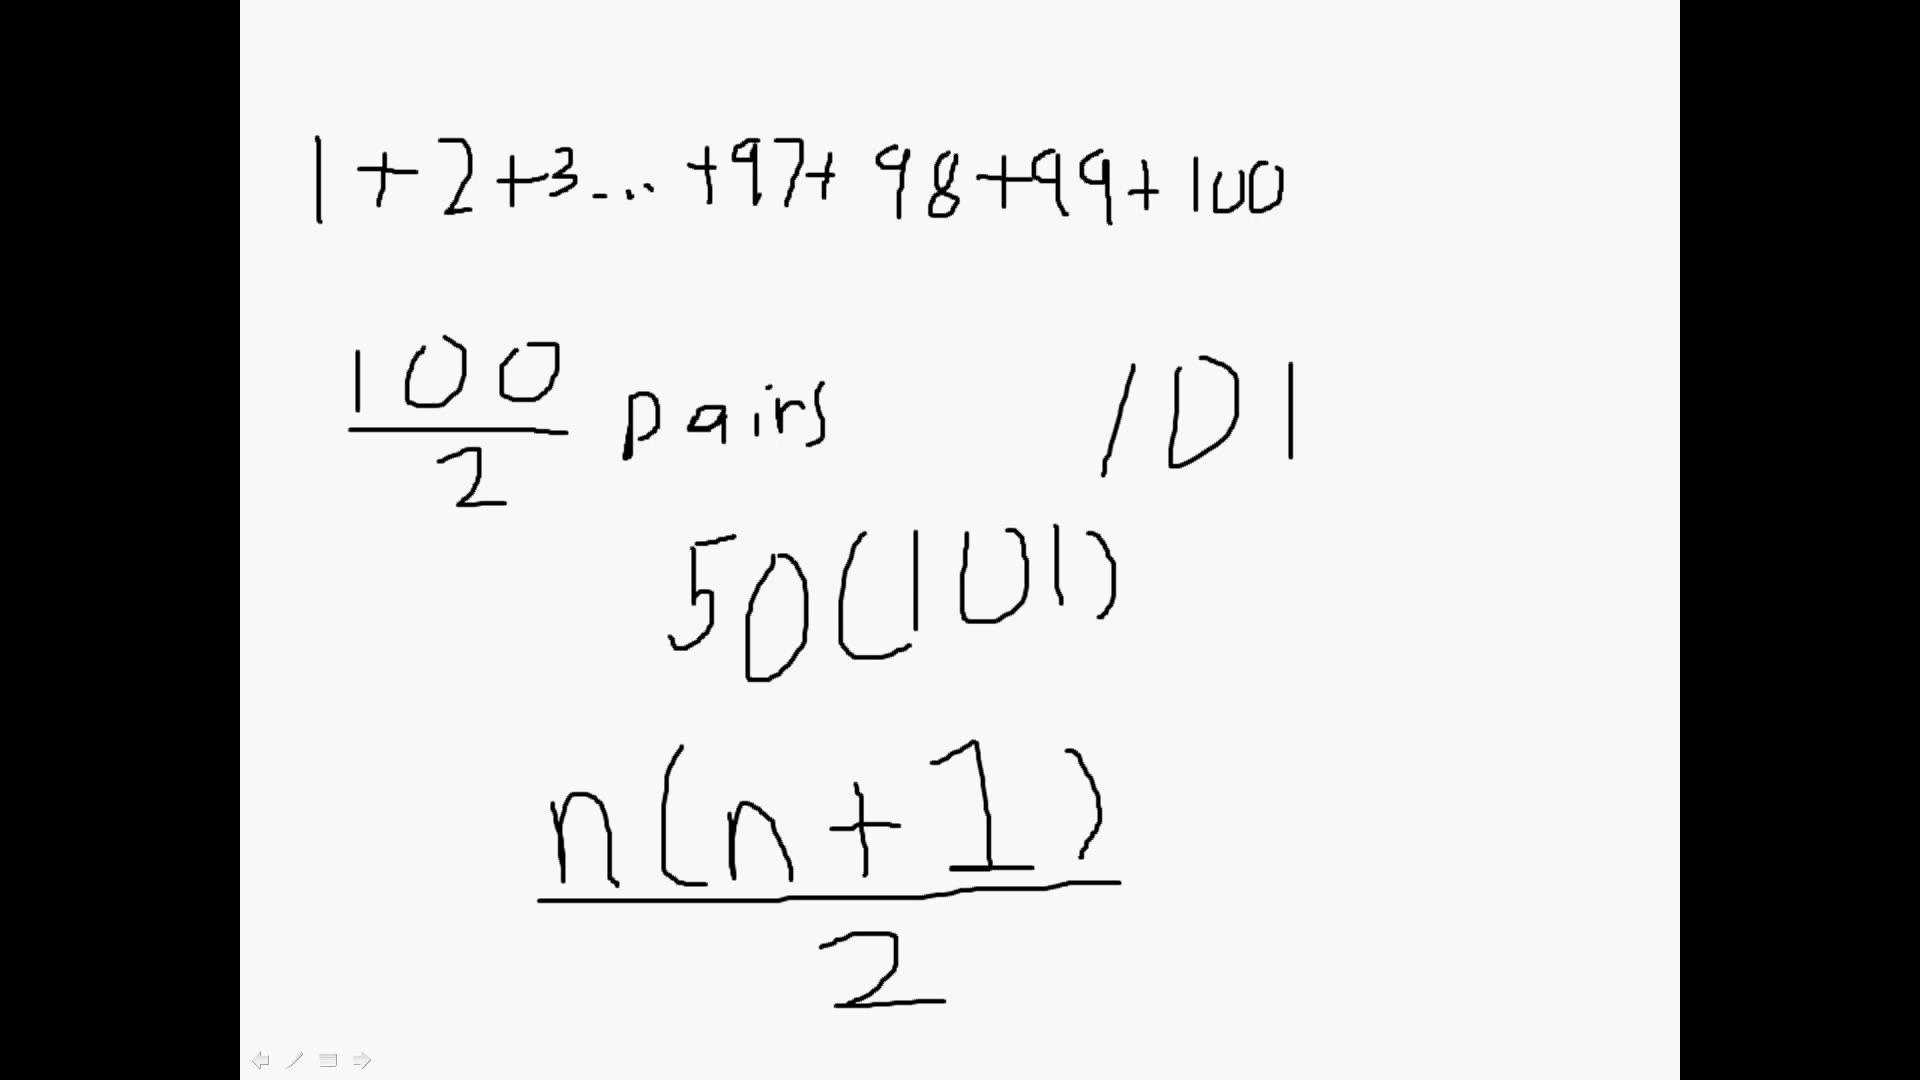 1+2+3... +97+ 98+99+100
100/2 pairs 101
50(101)
n(n+1)
2